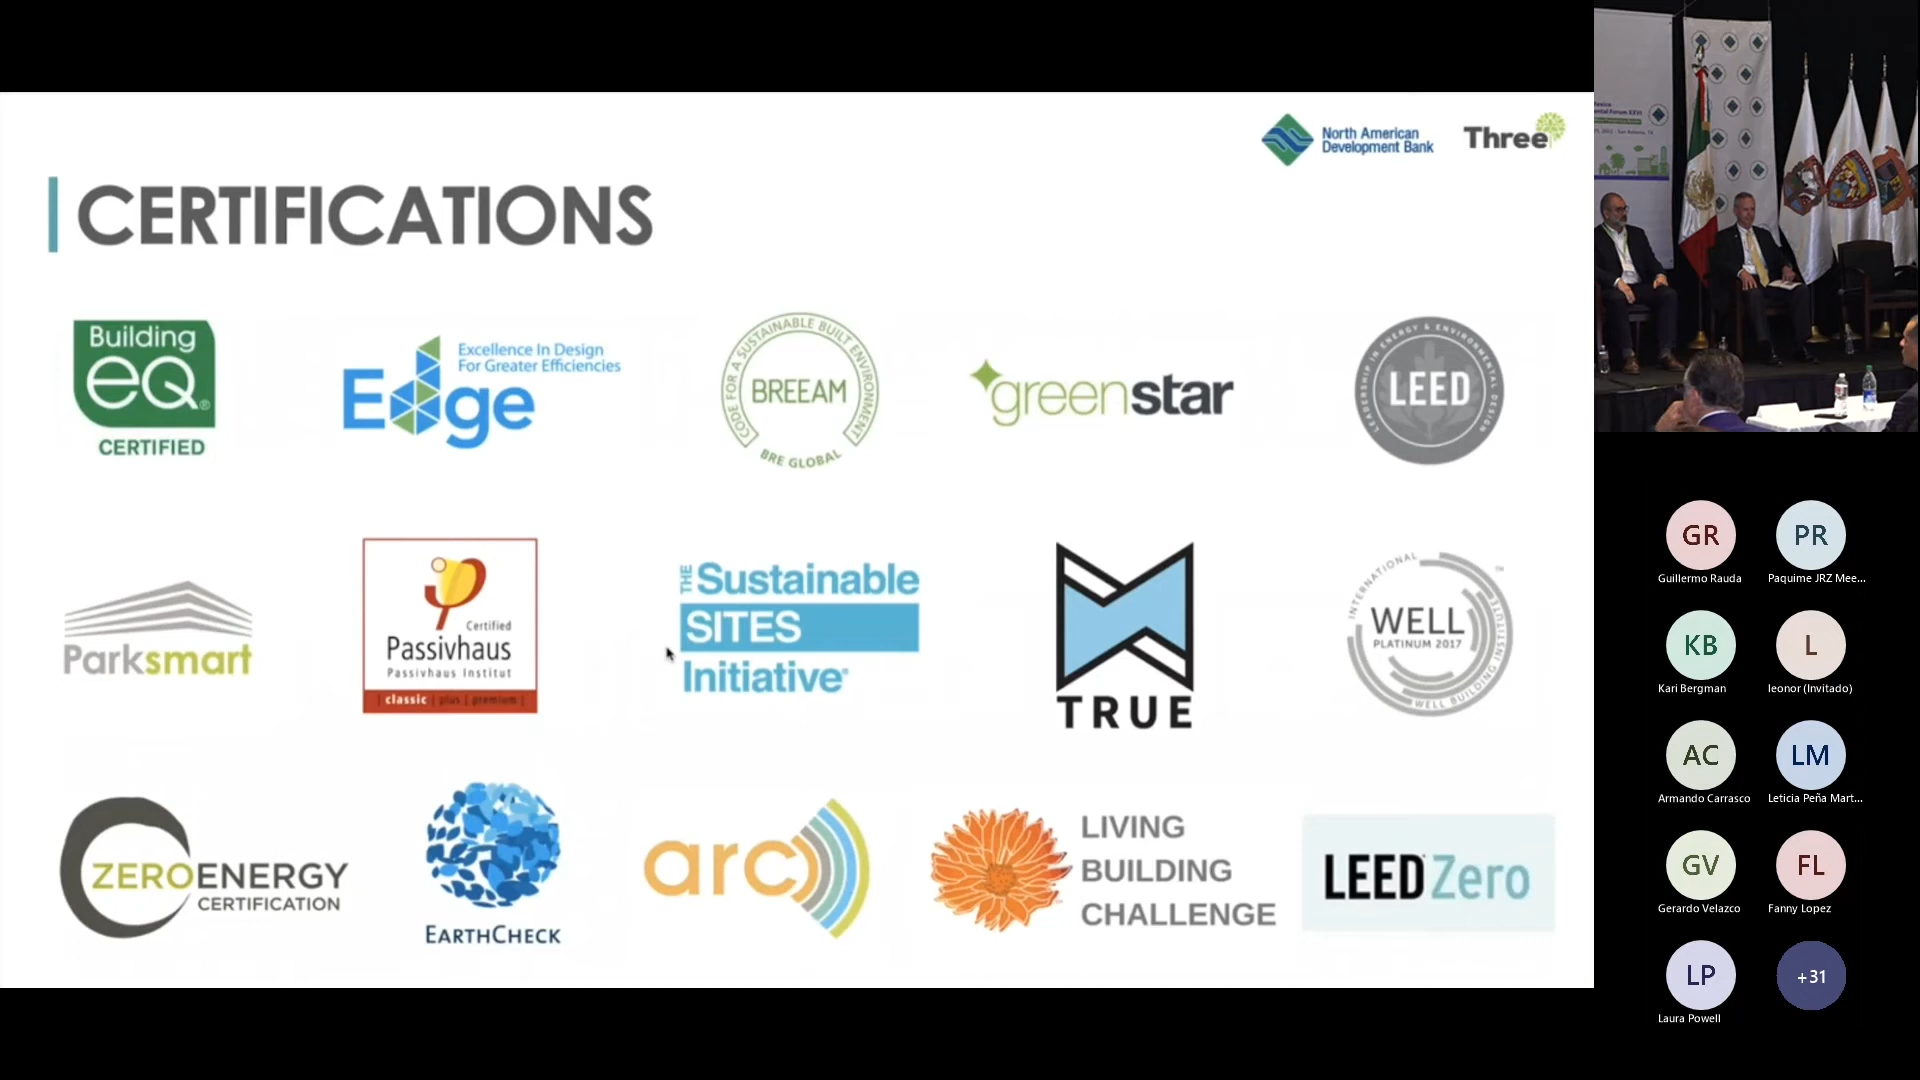 North American
Development Bank
Three
CERTIFICATIONS
Building
eQ®
CERTIFIED
Edge
Excellence In Design
For Greater Efficiencies
CODE FOR A SUSTAINABLE BUILT ENVIRONMENT
BREEAM
BRE GLOBAL
greenstar
LEADERSHIP IN ENERGY & ENVIRONMENTAL DESIGN
LEED
Parksmart
Certified
Passivhaus
Passivhaus Institut
classic | plus | premium |
THE
Sustainable
SITES
Initiative®
TRUE
INTERNATIONAL
WELL
PLATINUM 2017
WELL BUILDING INSTITUTE
™
ZEROENERGY
CERTIFICATION
EARTHCHECK
arc
LIVING
BUILDING
CHALLENGE
LEED Zero
GR
Guillermo Rauda
PR
Paquime JRZ Mee...
KB
Kari Bergman
L
leonor (Invitado)
AC
Armando Carrasco
LM
Leticia Peña Mart...
GV
Gerardo Velazco
FL
Fanny Lopez
LP
Laura Powell
+31